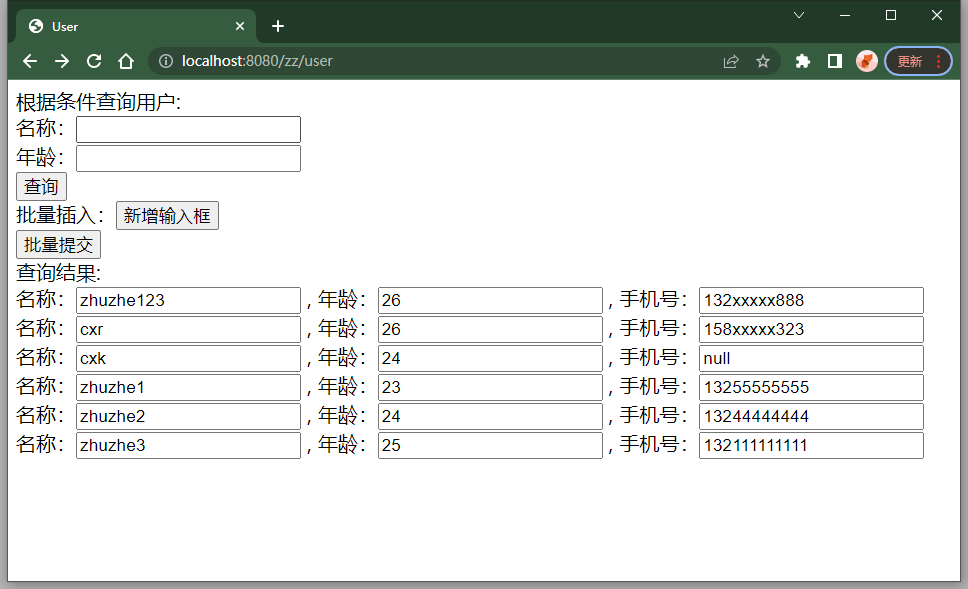 User
localhost:8080/zz/user
更新
根据条件查询用户:
名称：
年龄：
查询
批量插入： 新增输入框
批量提交
查询结果:
名称：zhuzhe123 , 年龄：26 , 手机号：132xxxxx888
名称：cxr , 年龄：26 , 手机号：158xxxxx323
名称：cxk , 年龄：24 , 手机号：null
名称：zhuzhe1 , 年龄：23 , 手机号：13255555555
名称：zhuzhe2 , 年龄：24 , 手机号：13244444444
名称：zhuzhe3 , 年龄：25 , 手机号：132111111111